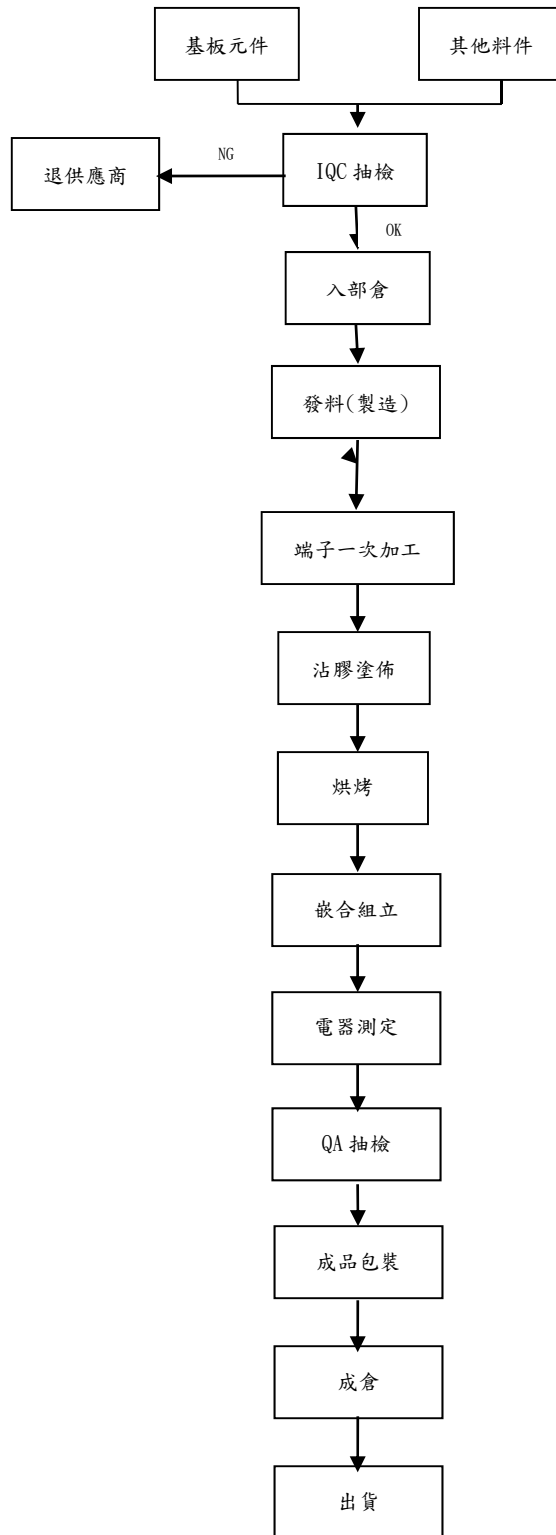 基板元件
其他料件
NG
退供應商
IQC 抽檢
OK
入部倉
發料(製造)
端子一次加工
沾膠塗佈
烘烤
嵌合組立
電器測定
QA 抽檢
成品包裝
成倉
出貨